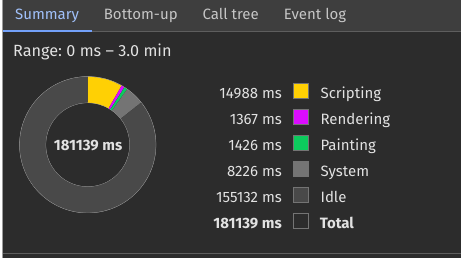 Summary Bottom-up Call tree Event log
Range: 0 ms – 3.0 min
181139 ms
14988 ms Scripting
1367 ms Rendering
1426 ms Painting
8226 ms System
155132 ms Idle
181139 ms Total